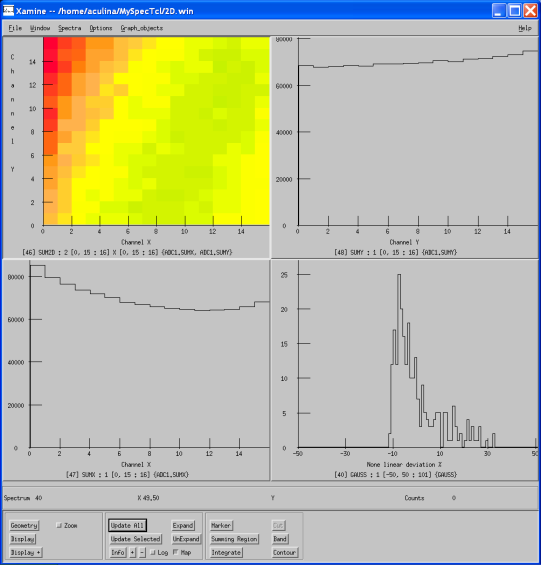 Xamine -- /home/aculina/MySpecTcl/2D.win
File Window Spectra Options Graph_objects Help
Channel Y
14
12
10
8
6
4
2
0
0 2 4 6 8 10 12 14
Channel X
[46] SUM2D : 2 [0, 15 : 16] X [0, 15 : 16] {ADC1.SUMX, ADC1.SUMY}
80000
60000
40000
20000
0
0 2 4 6 8 10 12 14
Channel Y
[48] SUMY : 1 [0, 15 : 16] {ADC1.SUMY}
80000
60000
40000
20000
0
0 2 4 6 8 10 12 14
Channel X
[47] SUMX : 1 [0, 15 : 16] {ADC1.SUMX}
25
20
15
10
5
0
-50 -30 -10 10 30 50
None linear deviation %
[40] GAUSS : 1 [-50, 50 : 101] {GAUSS}
Spectrum 40 X 49,50 Y Counts 0
Geometry Zoom Update All Expand Marker Cut
Display Update Selected UnExpand Summing Region Band
Display + Info + - Log Map Integrate Contour